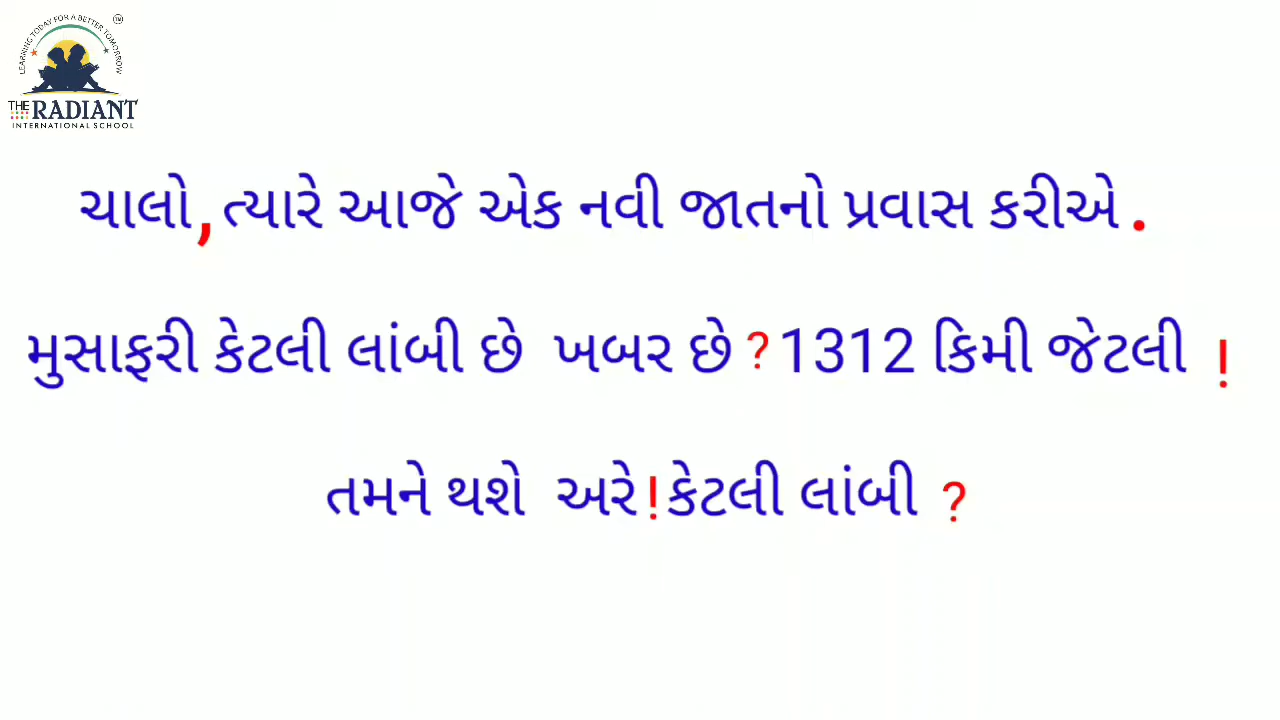 LEARNING TODAY FOR A BETTER TOMORROW
TM
THE RADIANT
INTERNATIONAL SCHOOL
ચાલો, ત્યારે આજે એક નવી જાતનો પ્રવાસ કરીએ.
મુસાફરી કેટલી લાંબી છે ખબર છે ? 1312 કિમી જેટલી !
તમને થશે અરે ! કેટલી લાંબી ?